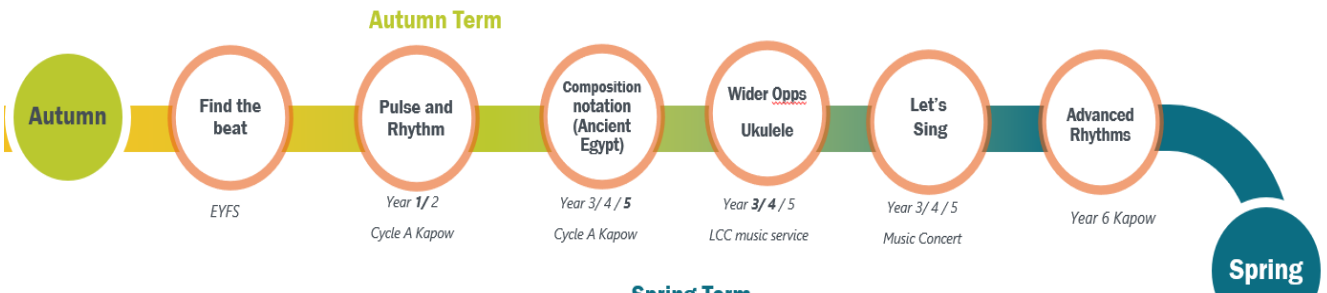 Autumn Term
Autumn
Find the
beat
EYFS
Pulse and
Rhythm
Year 1/ 2
Cycle A Kapow
Composition
notation
(Ancient
Egypt)
Year 3/ 4 / 5
Cycle A Kapow
Wider Opps
Ukulele
Year 3/ 4 / 5
LCC music service
Let's
Sing
Year 3/ 4 / 5
Music Concert
Advanced
Rhythms
Year 6 Kapow
Spring
Spring Term